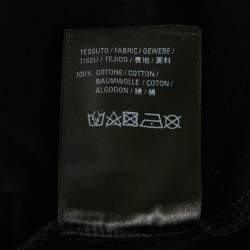 TESSUTO / FABRIC / GEWEBE /
TISSU / TEJIDO / 表地 / 面料
100% COTONE / COTTON /
BAUMWOLLE / COTON /
ALGODON / 綿 / 棉